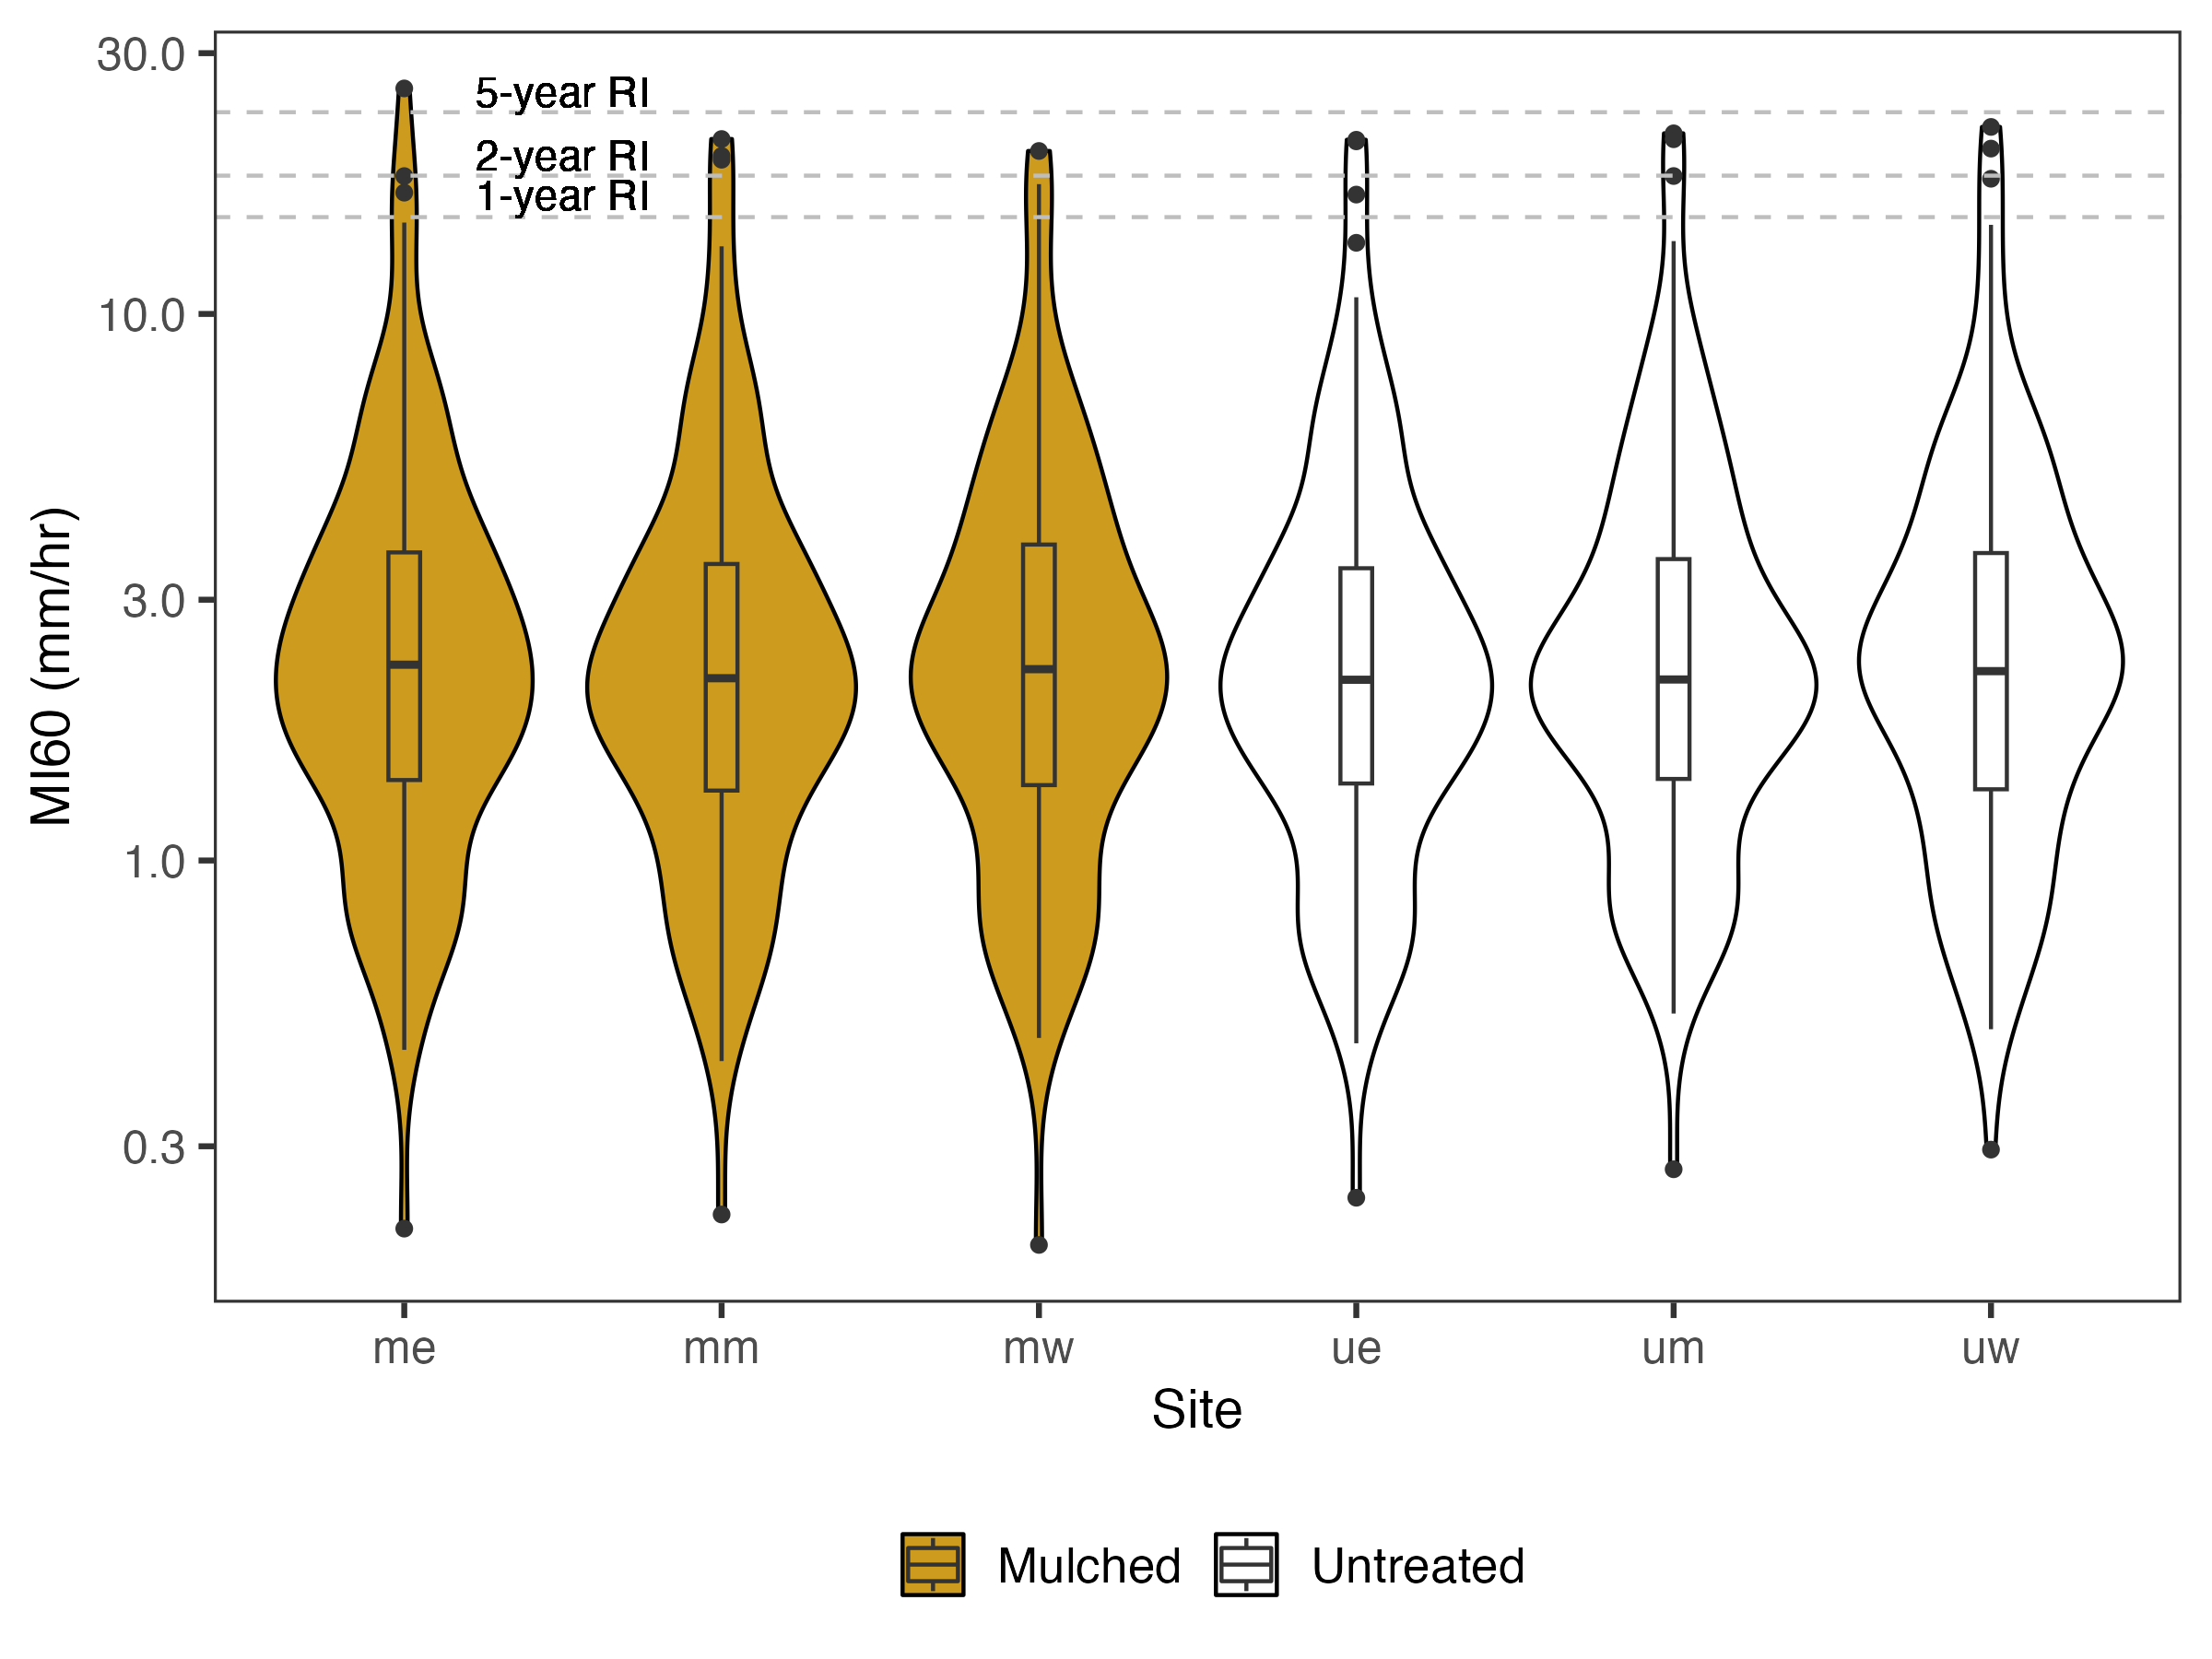 30.0
5-year RI
2-year RI
1-year RI
10.0
3.0
1.0
0.3
MI60 (mm/hr)
me mm mw ue um uw
Site
Mulched Untreated